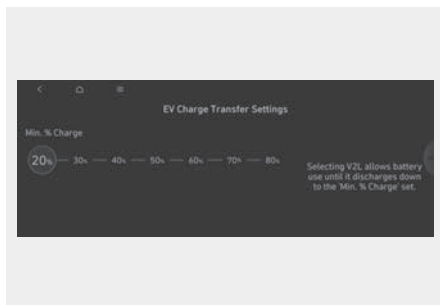 EV Charge Transfer Settings
Min. % Charge
20% 30% 40% 50% 60% 70% 80%
Selecting V2L allows battery
use until it discharges down
to the 'Min. % Charge' set.